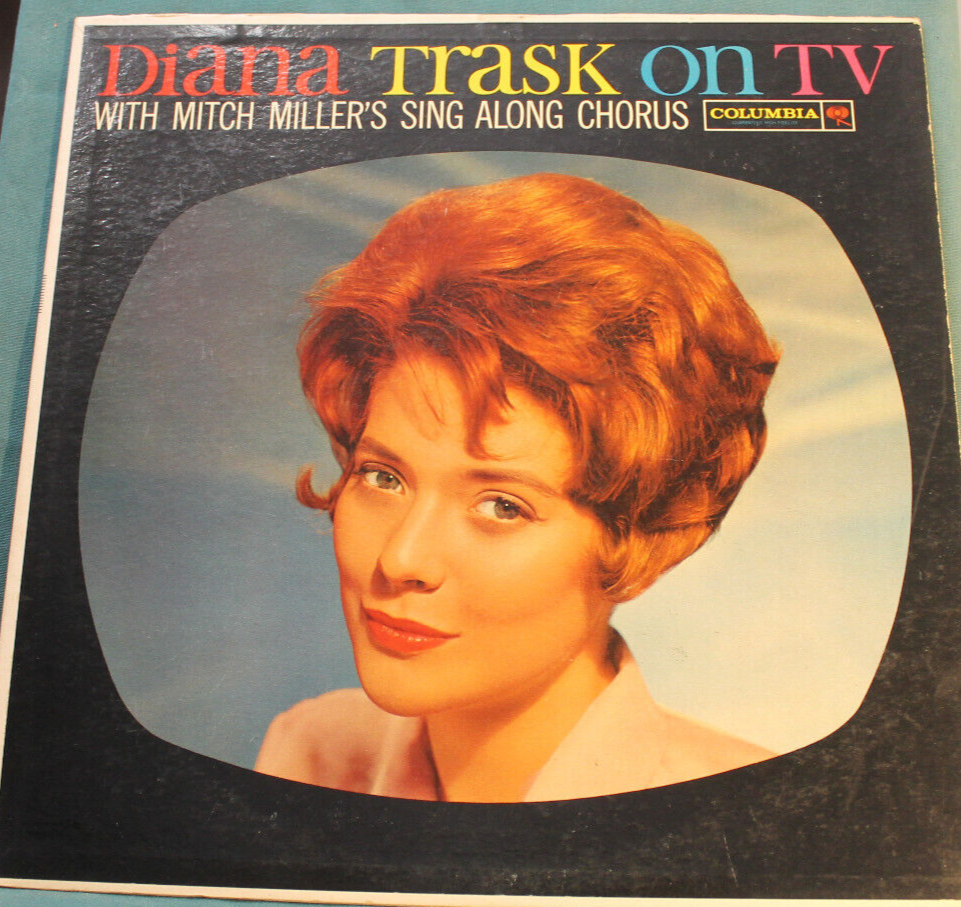 Diana Trask on TV
WITH MITCH MILLER'S SING ALONG CHORUS COLUMBIA